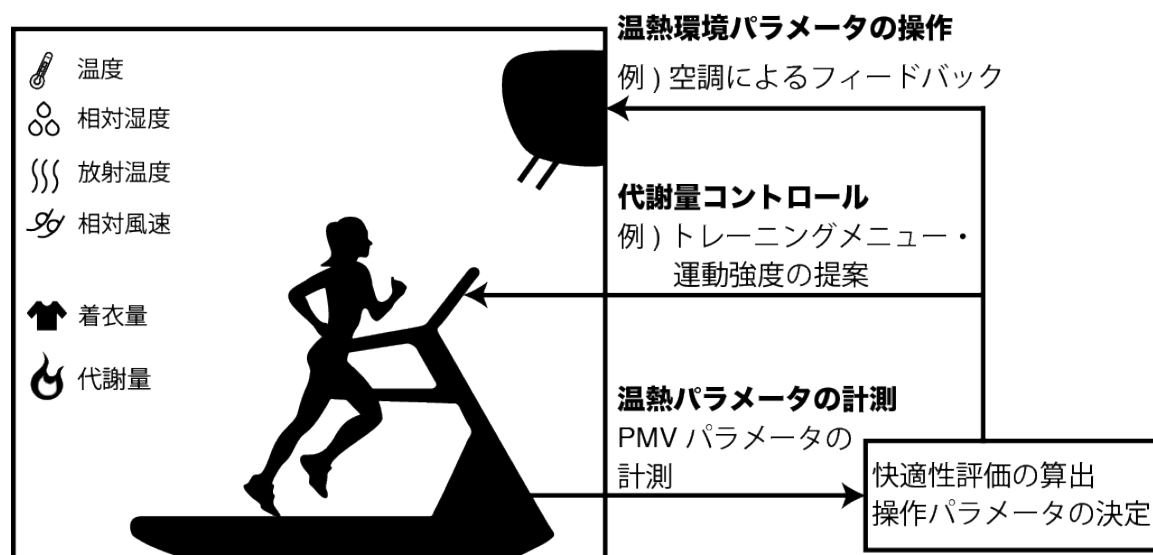 温度
相対湿度
放射温度
相対風速
着衣量
代謝量
温熱環境パラメータの操作
例 ) 空調によるフィードバック
代謝量コントロール
例 ) トレーニングメニュー・
運動強度の提案
温熱パラメータの計測
PMV パラメータの
計測
快適性評価の算出
操作パラメータの決定